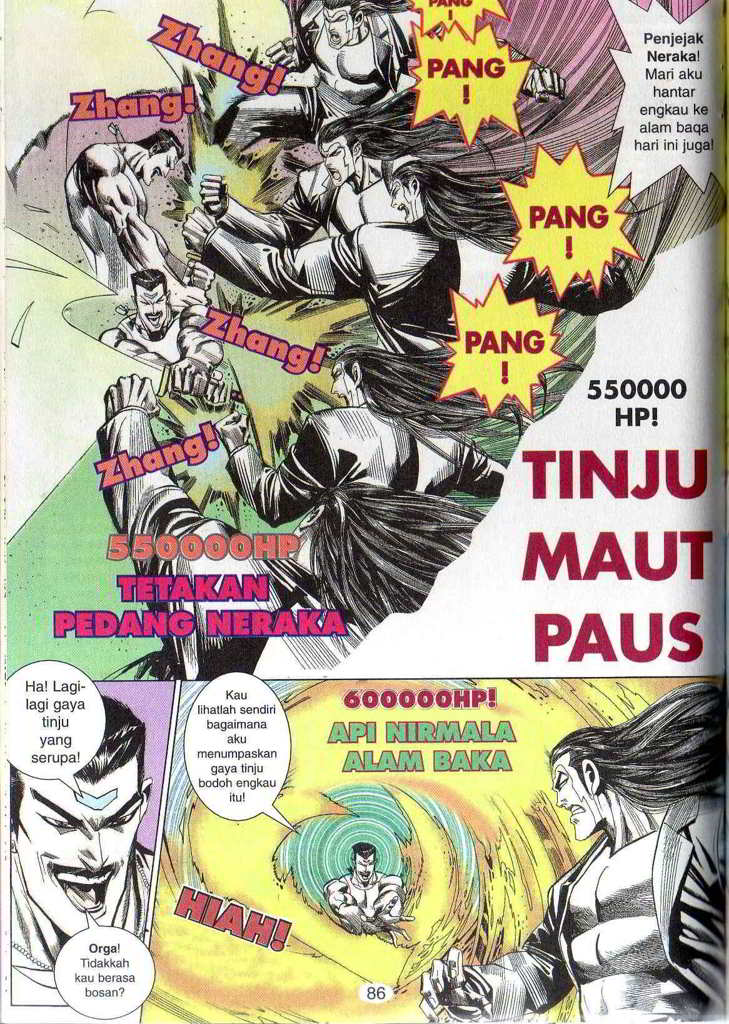 PANG
!
Zhang!
Zhang!
PANG
!
Penjejak
Neraka!
Mari aku
hantar
engkau ke
alam baqa
hari ini juga!
PANG
!
PANG
!
Zhang!
Zhang!
550000
HP!
TINJU
MAUT
PAUS
550000HP
TETAKAN
PEDANG NERAKA
Ha! Lagi-
lagi gaya
tinju
yang
serupa!
Orga!
Tidakkah
kau berasa
bosan?
Kau
lihatlah sendiri
bagaimana
aku
menumpaskan
gaya tinju
bodoh engkau
itu!
600000HP!
API NIRMALA
ALAM BAKA
HIAH!
86